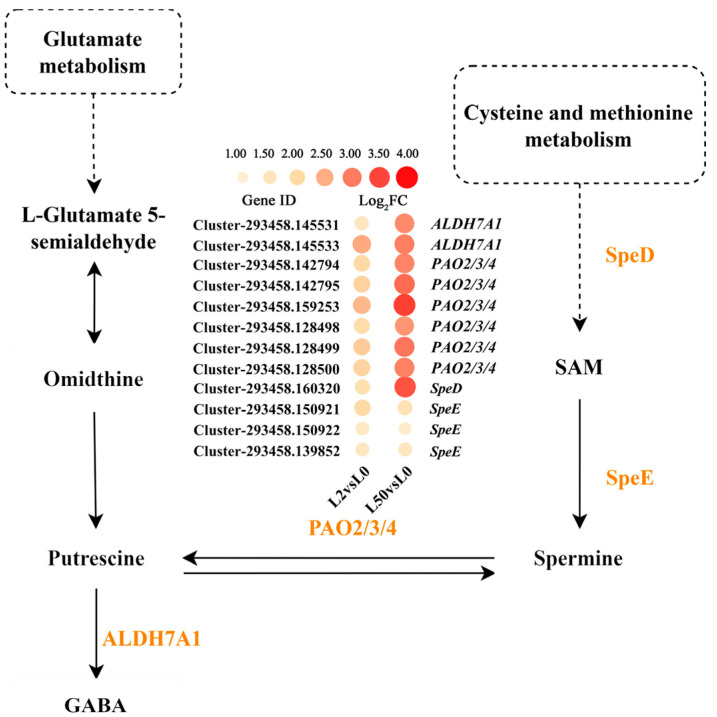 Glutamate
metabolism
Cysteine and methionine
metabolism
1.00 1.50 2.00 2.50 3.00 3.50 4.00
Gene ID Log2FC
L-Glutamate 5-
semialdehyde
Cluster-293458.145531 ALDH7A1
Cluster-293458.145533 ALDH7A1
Cluster-293458.142794 PAO2/3/4
Cluster-293458.142795 PAO2/3/4
Cluster-293458.159253 PAO2/3/4
Cluster-293458.128498 PAO2/3/4
Cluster-293458.128499 PAO2/3/4
Cluster-293458.128500 PAO2/3/4
Cluster-293458.160320 SpeD
Cluster-293458.150921 SpeE
Cluster-293458.150922 SpeE
Cluster-293458.139852 SpeE
L2vsL0 L50vsL0
SpeD
Omidthine
SAM
SpeE
PAO2/3/4
Putrescine
Spermine
ALDH7A1
GABA